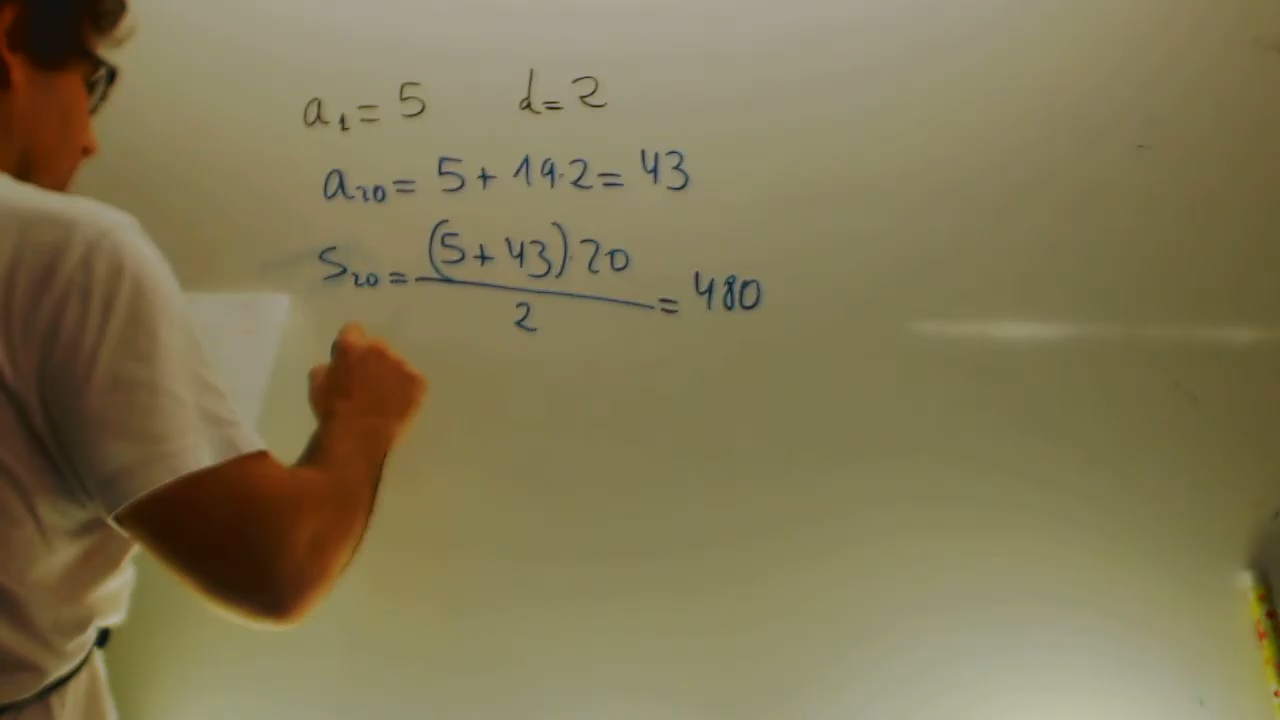 a₁ = 5 d = 2
a₂₀ = 5 + 19·2 = 43
S₂₀ = (5 + 43)·20 / 2 = 480